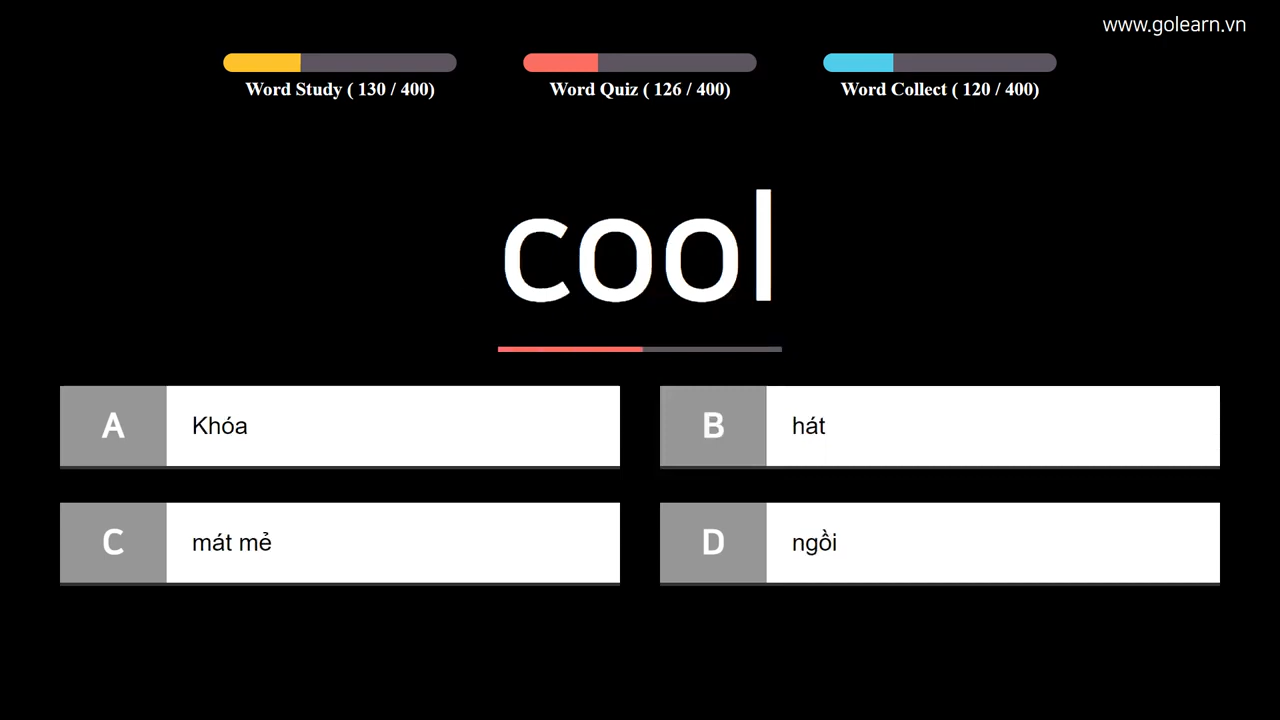 www.golearn.vn
Word Study ( 130 / 400)
Word Quiz ( 126 / 400)
Word Collect ( 120 / 400)
cool
A Khóa
B hát
C mát mẻ
D ngồi